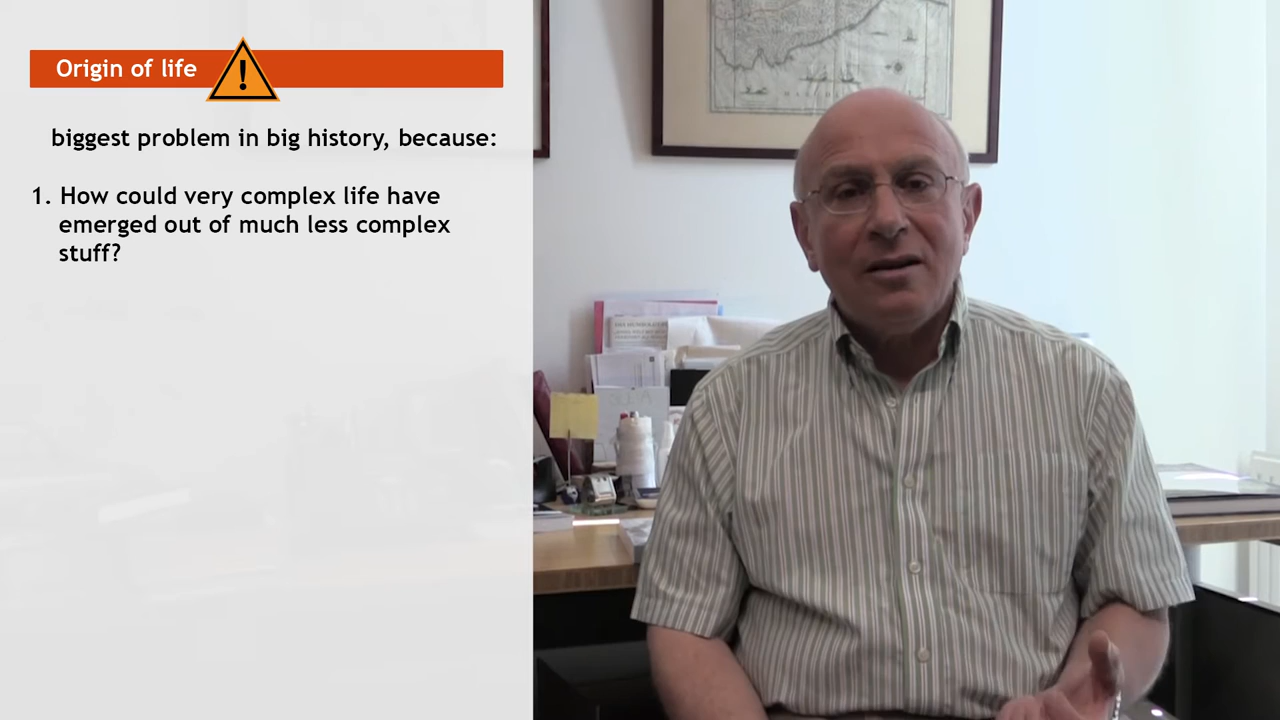 Origin of life
biggest problem in big history, because:
1. How could very complex life have
emerged out of much less complex
stuff?